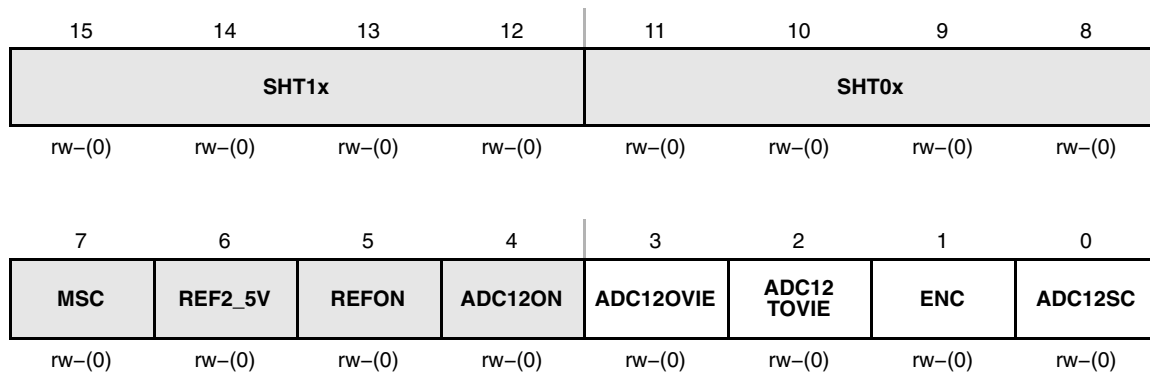 15 14 13 12 11 10 9 8
SHT1x SHT0x
rw−(0) rw−(0) rw−(0) rw−(0) rw−(0) rw−(0) rw−(0) rw−(0)
7 6 5 4 3 2 1 0
MSC REF2_5V REFON ADC12ON ADC12OVIE ADC12
TOVIE ENC ADC12SC
rw−(0) rw−(0) rw−(0) rw−(0) rw−(0) rw−(0) rw−(0) rw−(0)